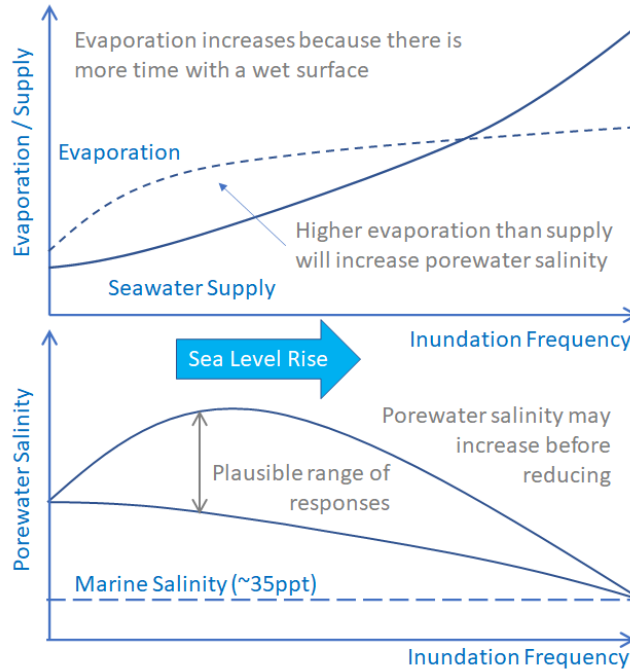 Evaporation increases because there is
more time with a wet surface
Evaporation / Supply
Evaporation
Higher evaporation than supply
will increase porewater salinity
Seawater Supply
Inundation Frequency
Sea Level Rise
Porewater Salinity
Porewater salinity may
increase before
reducing
Plausible range of
responses
Marine Salinity (~35ppt)
Inundation Frequency